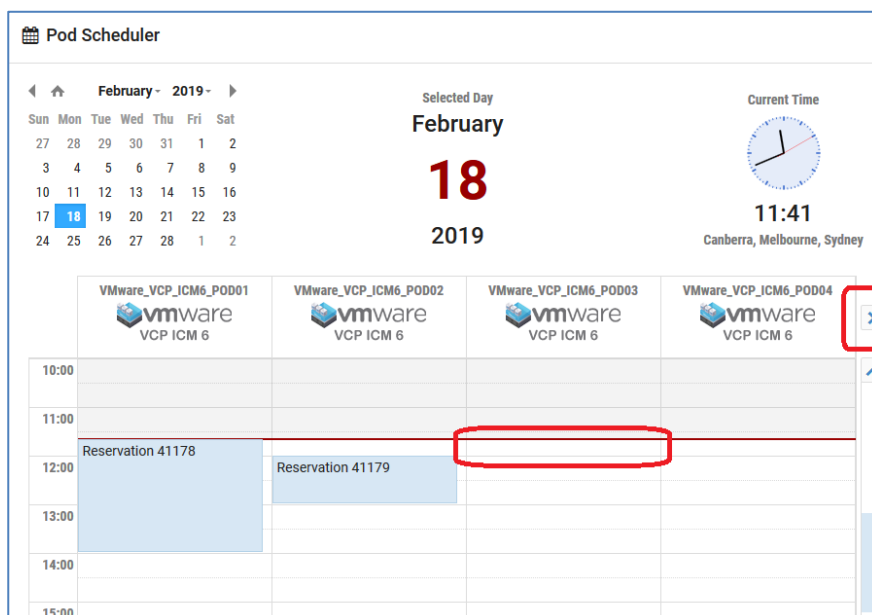 Pod Scheduler
February 2019
Sun Mon Tue Wed Thu Fri Sat
27 28 29 30 31 1 2
3 4 5 6 7 8 9
10 11 12 13 14 15 16
17 18 19 20 21 22 23
24 25 26 27 28 1 2
Selected Day
February
18
2019
Current Time
11:41
Canberra, Melbourne, Sydney
VMware_VCP_ICM6_POD01
vmware
VCP ICM 6
VMware_VCP_ICM6_POD02
vmware
VCP ICM 6
VMware_VCP_ICM6_POD03
vmware
VCP ICM 6
VMware_VCP_ICM6_POD04
vmware
VCP ICM 6
10:00
11:00
Reservation 41178
12:00
Reservation 41179
13:00
14:00
15:00